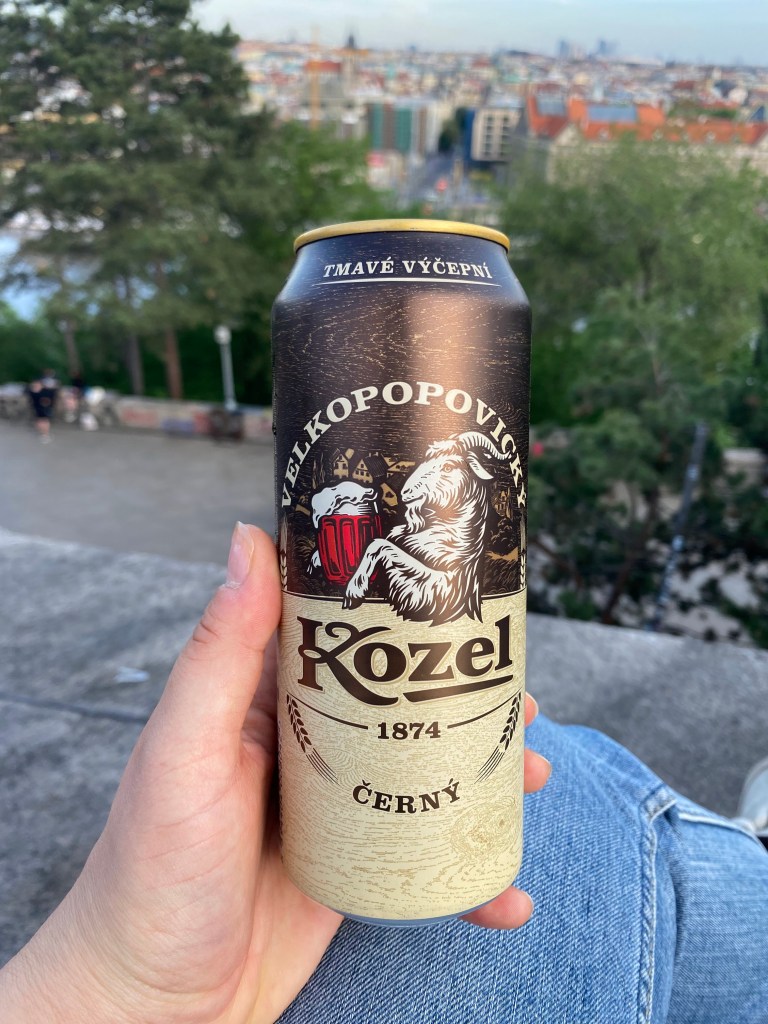 TMAVÉ VÝČEPNÍ
VELKOPOPOVICKÝ
Kozel
1874
ČERNÝ